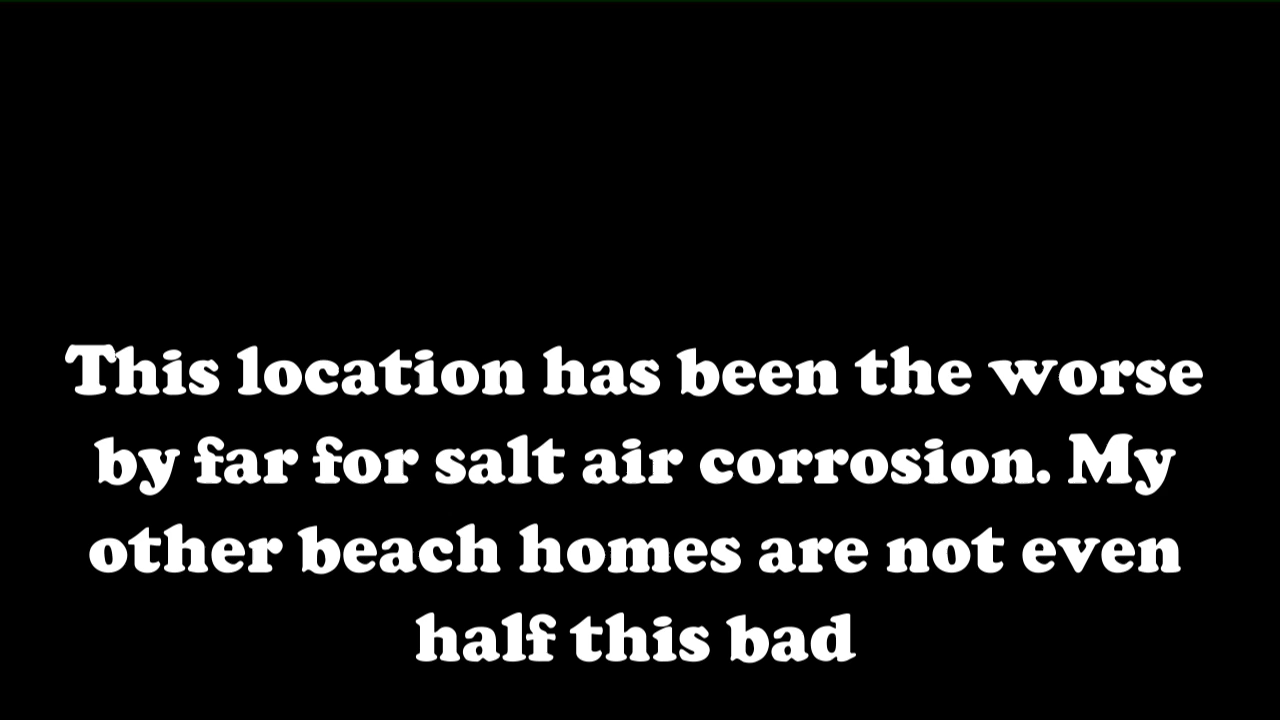 This location has been the worse
by far for salt air corrosion. My
other beach homes are not even
half this bad